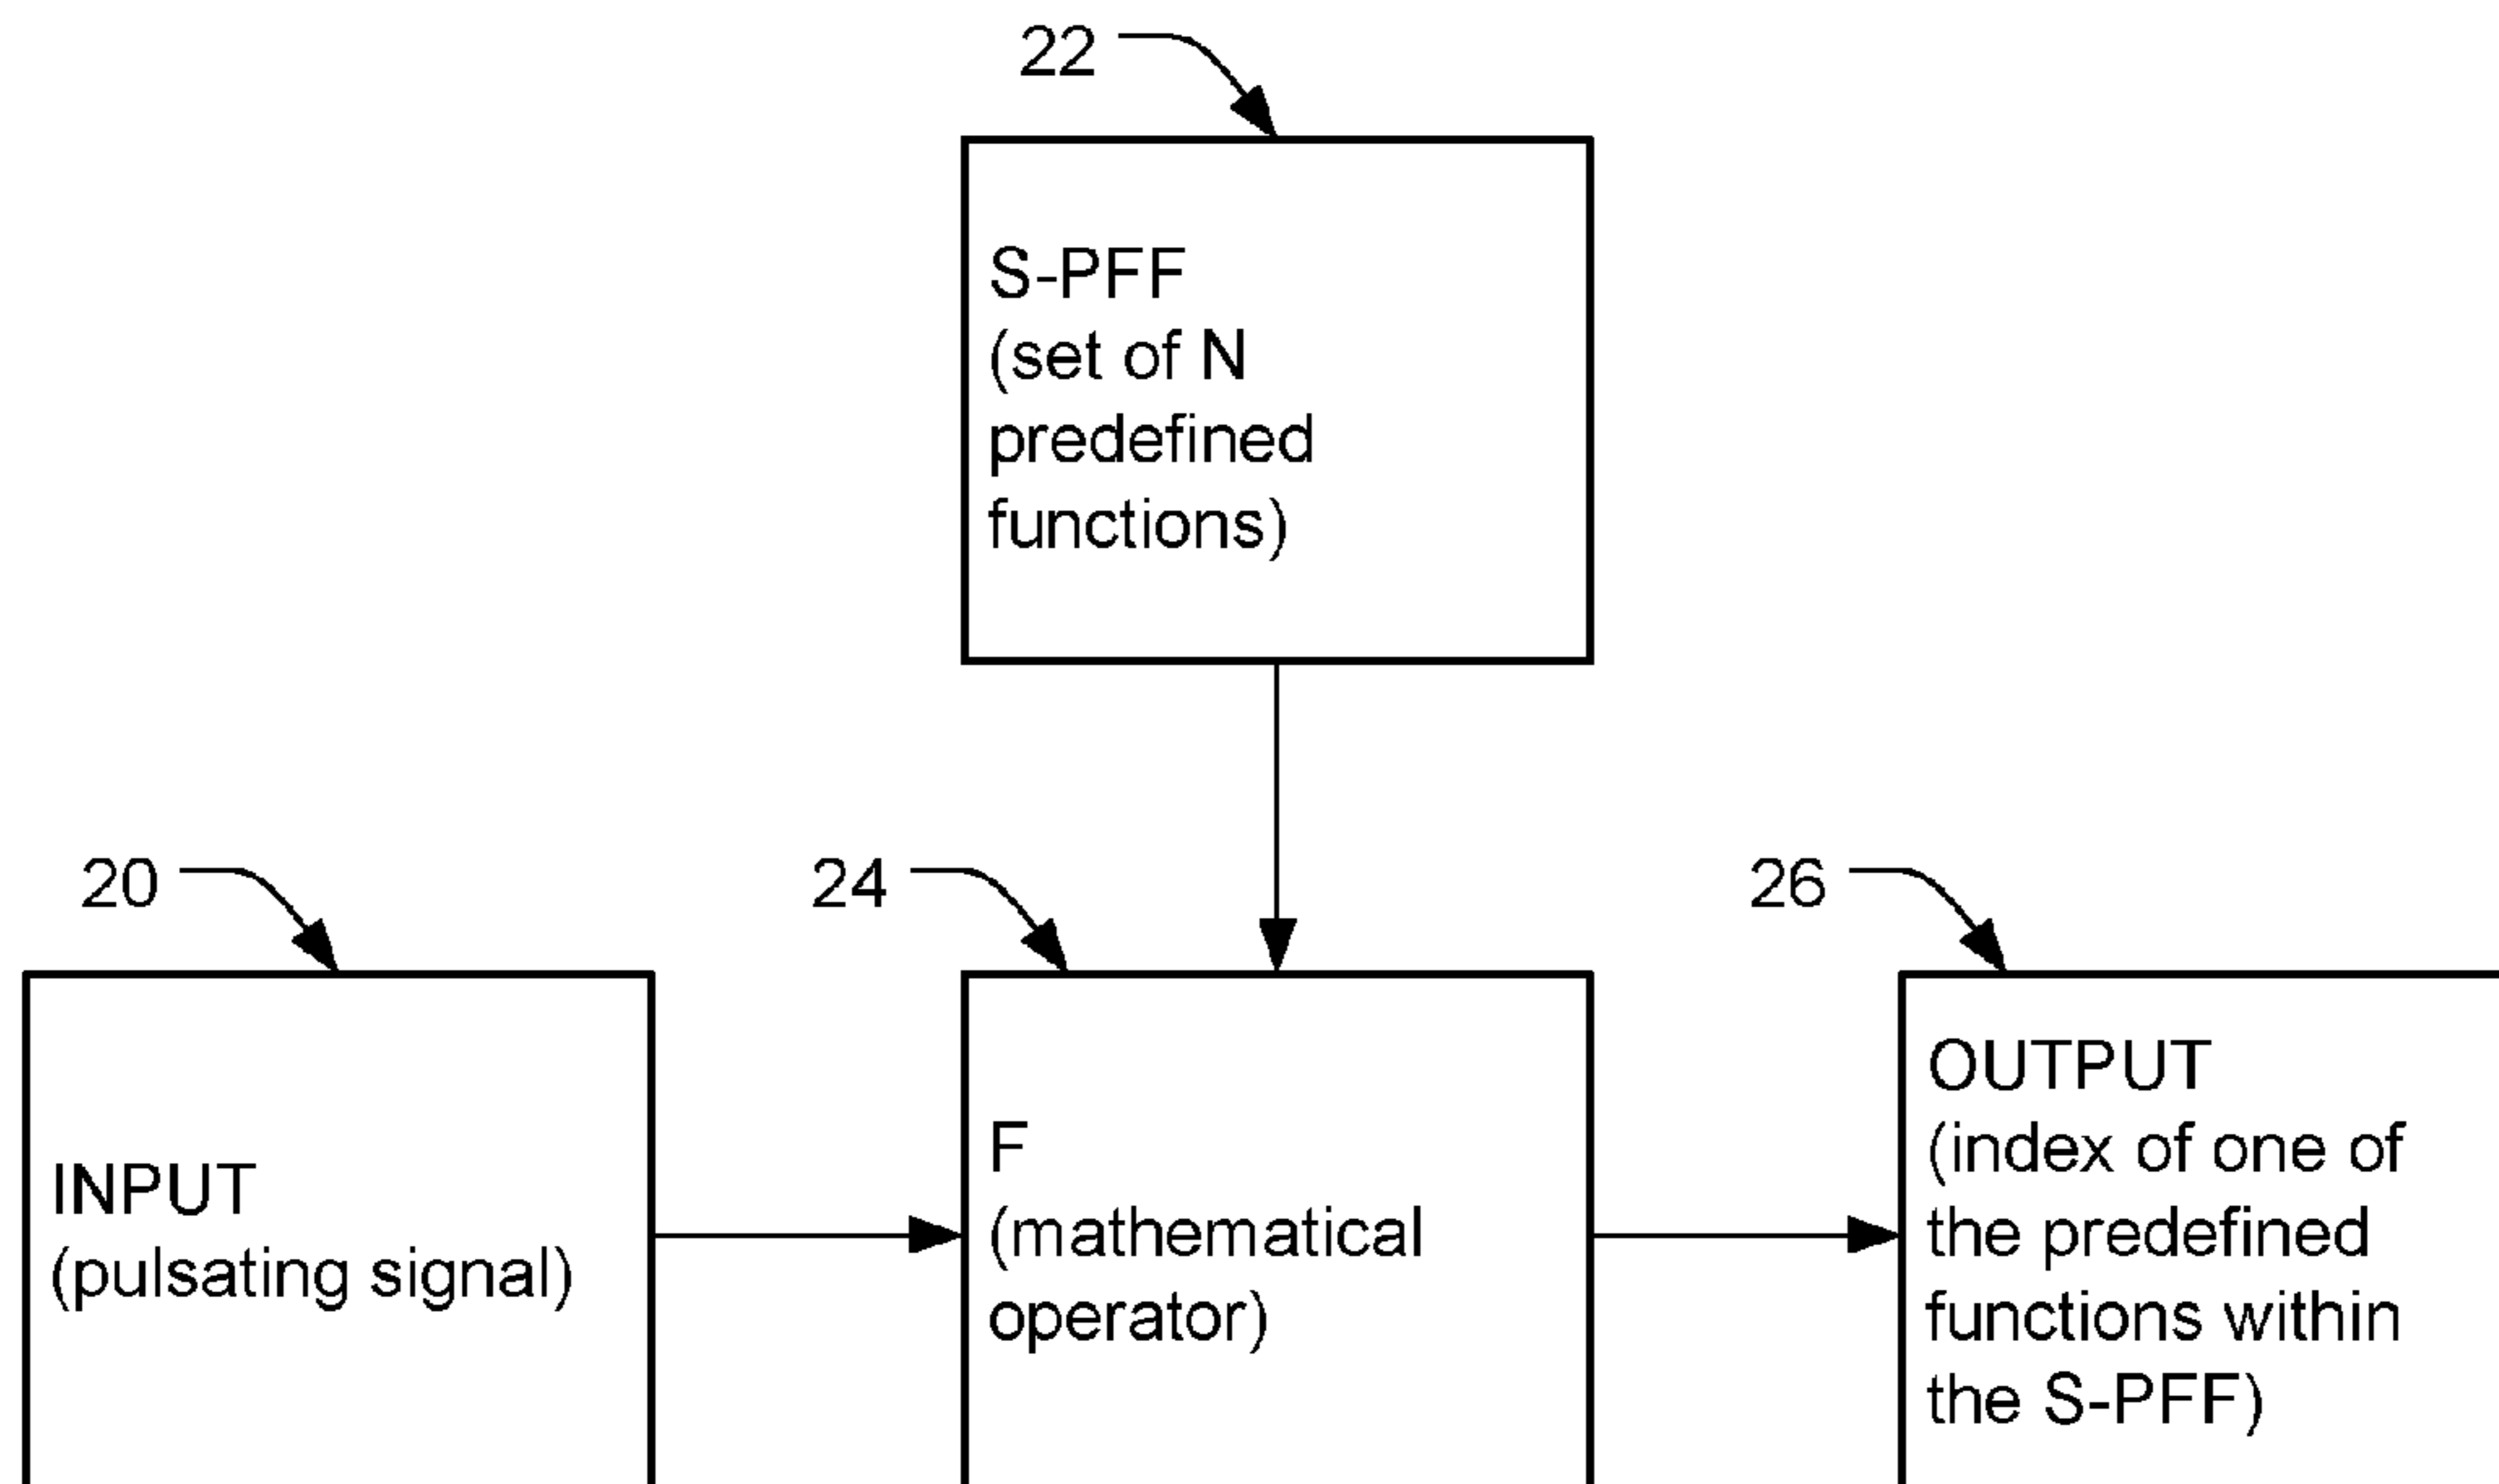 22
S-PFF
(set of N
predefined
functions)
20
24
26
INPUT
(pulsating signal)
F
(mathematical
operator)
OUTPUT
(index of one of
the predefined
functions within
the S-PFF)